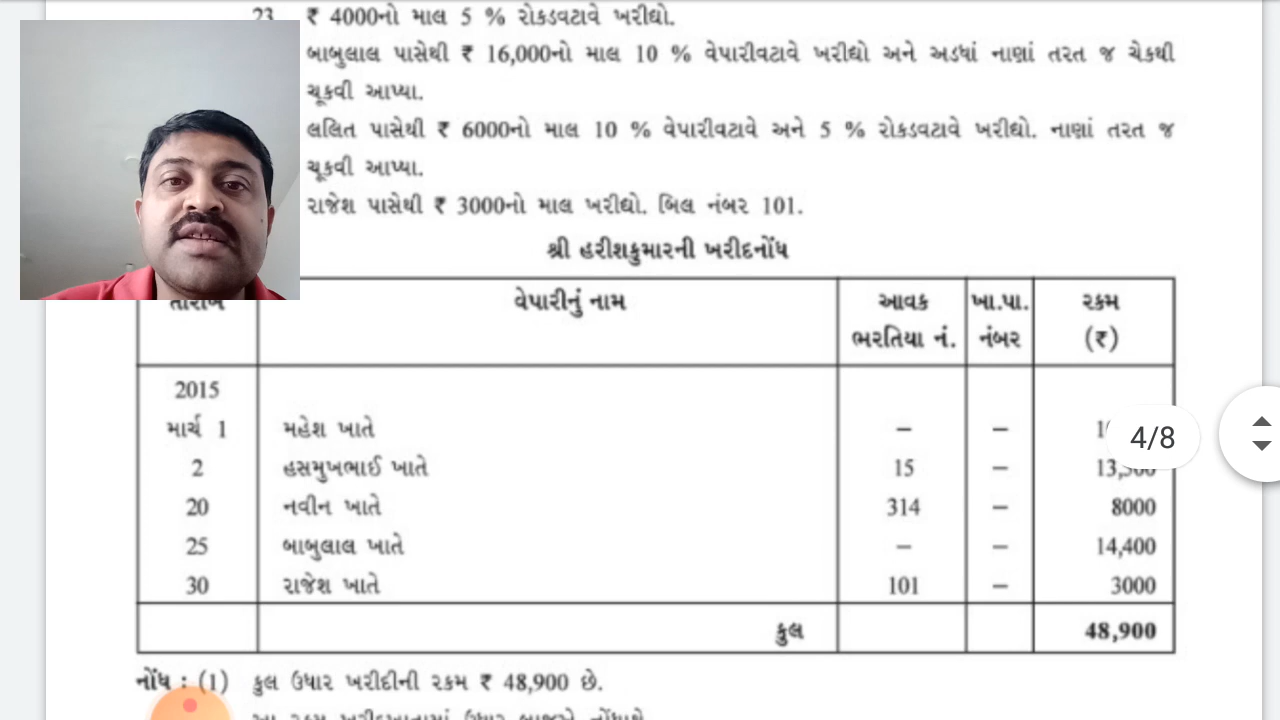 23 ₹ 4000નો માલ 5 % રોકડવટાવે ખરીદ્યો.
બાબુલાલ પાસેથી ₹ 16,000નો માલ 10 % વેપારીવટાવે ખરીદ્યો અને અડધાં નાણાં તરત જ ચેકથી
ચૂકવી આપ્યા.
લલિત પાસેથી ₹ 6000નો માલ 10 % વેપારીવટાવે અને 5 % રોકડવટાવે ખરીદ્યો. નાણાં તરત જ
ચૂકવી આપ્યા.
રાજેશ પાસેથી ₹ 3000નો માલ ખરીદ્યો. બિલ નંબર 101.
શ્રી હરીશકુમારની ખરીદનોંધ
તારીખ વેપારીનું નામ આવક ખા.પા. રકમ
ભરતિયા નં. નંબર (₹)
2015
માર્ચ 1 મહેશ ખાતે – –
2 હસમુખભાઈ ખાતે 15 – 13,500
20 નવીન ખાતે 314 – 8000
25 બાબુલાલ ખાતે – – 14,400
30 રાજેશ ખાતે 101 – 3000
કુલ 48,900
4/8
નોંધ : (1) કુલ ઉધાર ખરીદીની રકમ ₹ 48,900 છે.